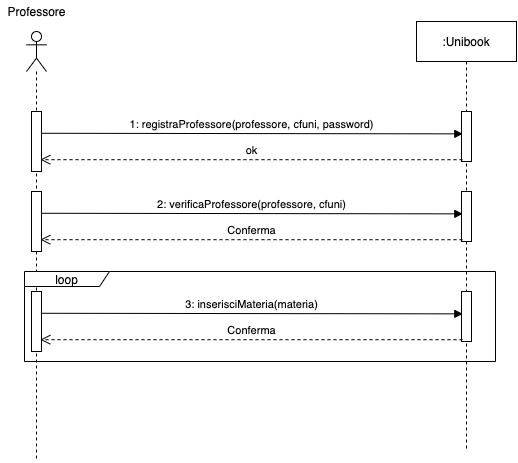 Professore
:Unibook
1: registraProfessore(professore, cfuni, password)
ok
2: verificaProfessore(professore, cfuni)
Conferma
loop
3: inserisciMateria(materia)
Conferma